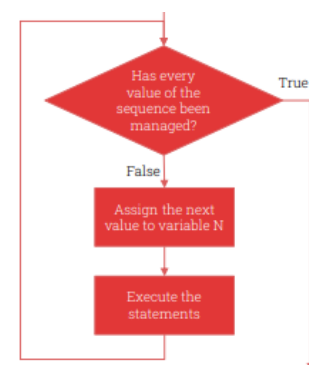 Has every
value of the
sequence been
managed?
True
False
Assign the next
value to variable N
Execute the
statements